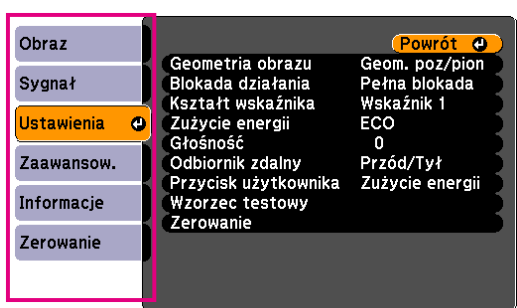 Obraz
Sygnał
Ustawienia
Zaawansow.
Informacje
Zerowanie
Powrót
Geometria obrazu Geom. poz/pion
Blokada działania Pełna blokada
Kształt wskaźnika Wskaźnik 1
Zużycie energii ECO
Głośność 0
Odbiornik zdalny Przód/Tył
Przycisk użytkownika Zużycie energii
Wzorzec testowy
Zerowanie